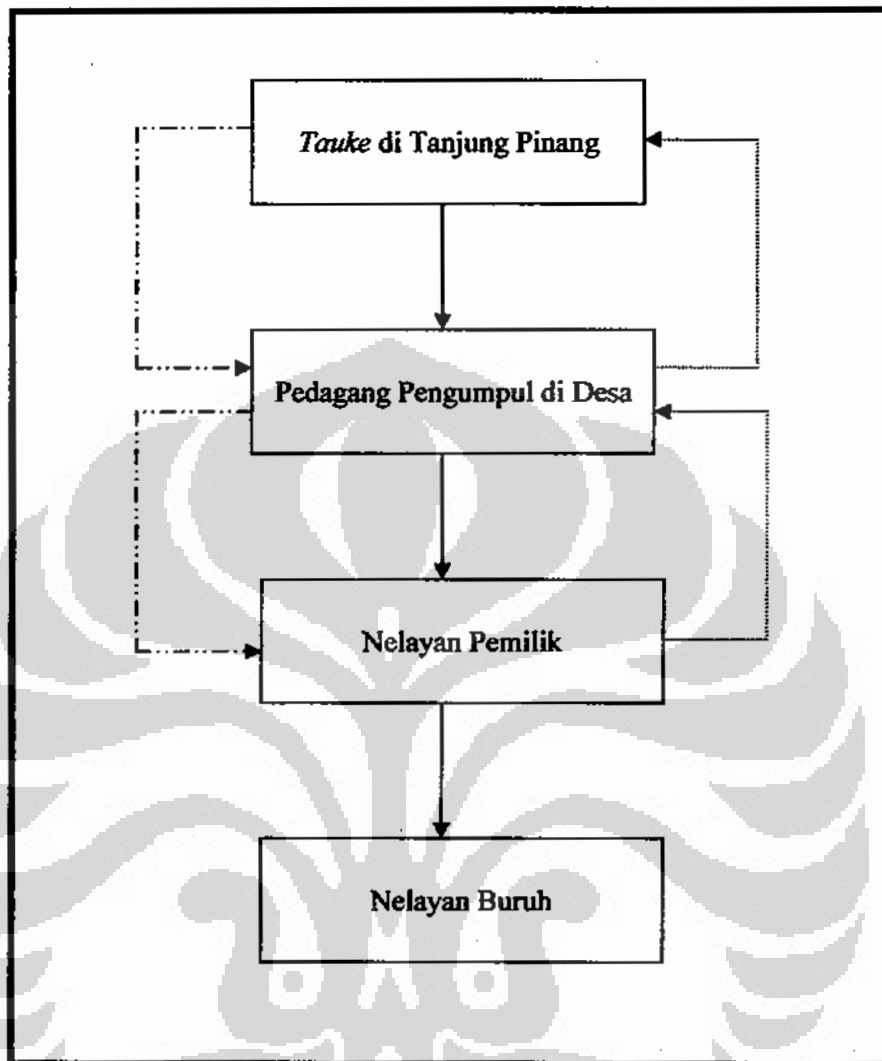 Tauke di Tanjung Pinang
Pedagang Pengumpul di Desa
Nelayan Pemilik
Nelayan Buruh